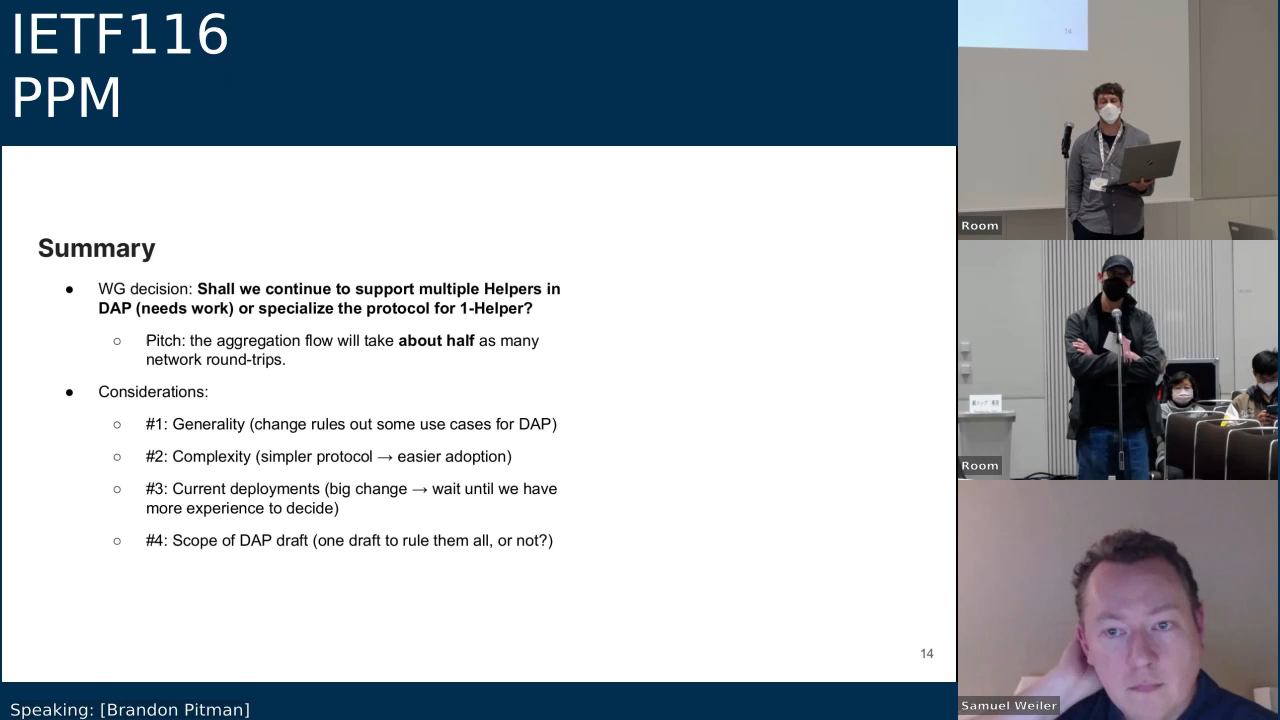 IETF116
PPM
Summary
● WG decision: Shall we continue to support multiple Helpers in
DAP (needs work) or specialize the protocol for 1-Helper?
○ Pitch: the aggregation flow will take about half as many
network round-trips.
● Considerations:
○ #1: Generality (change rules out some use cases for DAP)
○ #2: Complexity (simpler protocol → easier adoption)
○ #3: Current deployments (big change → wait until we have
more experience to decide)
○ #4: Scope of DAP draft (one draft to rule them all, or not?)
14
Speaking: [Brandon Pitman]
14
Room
Room
Samuel Weiler